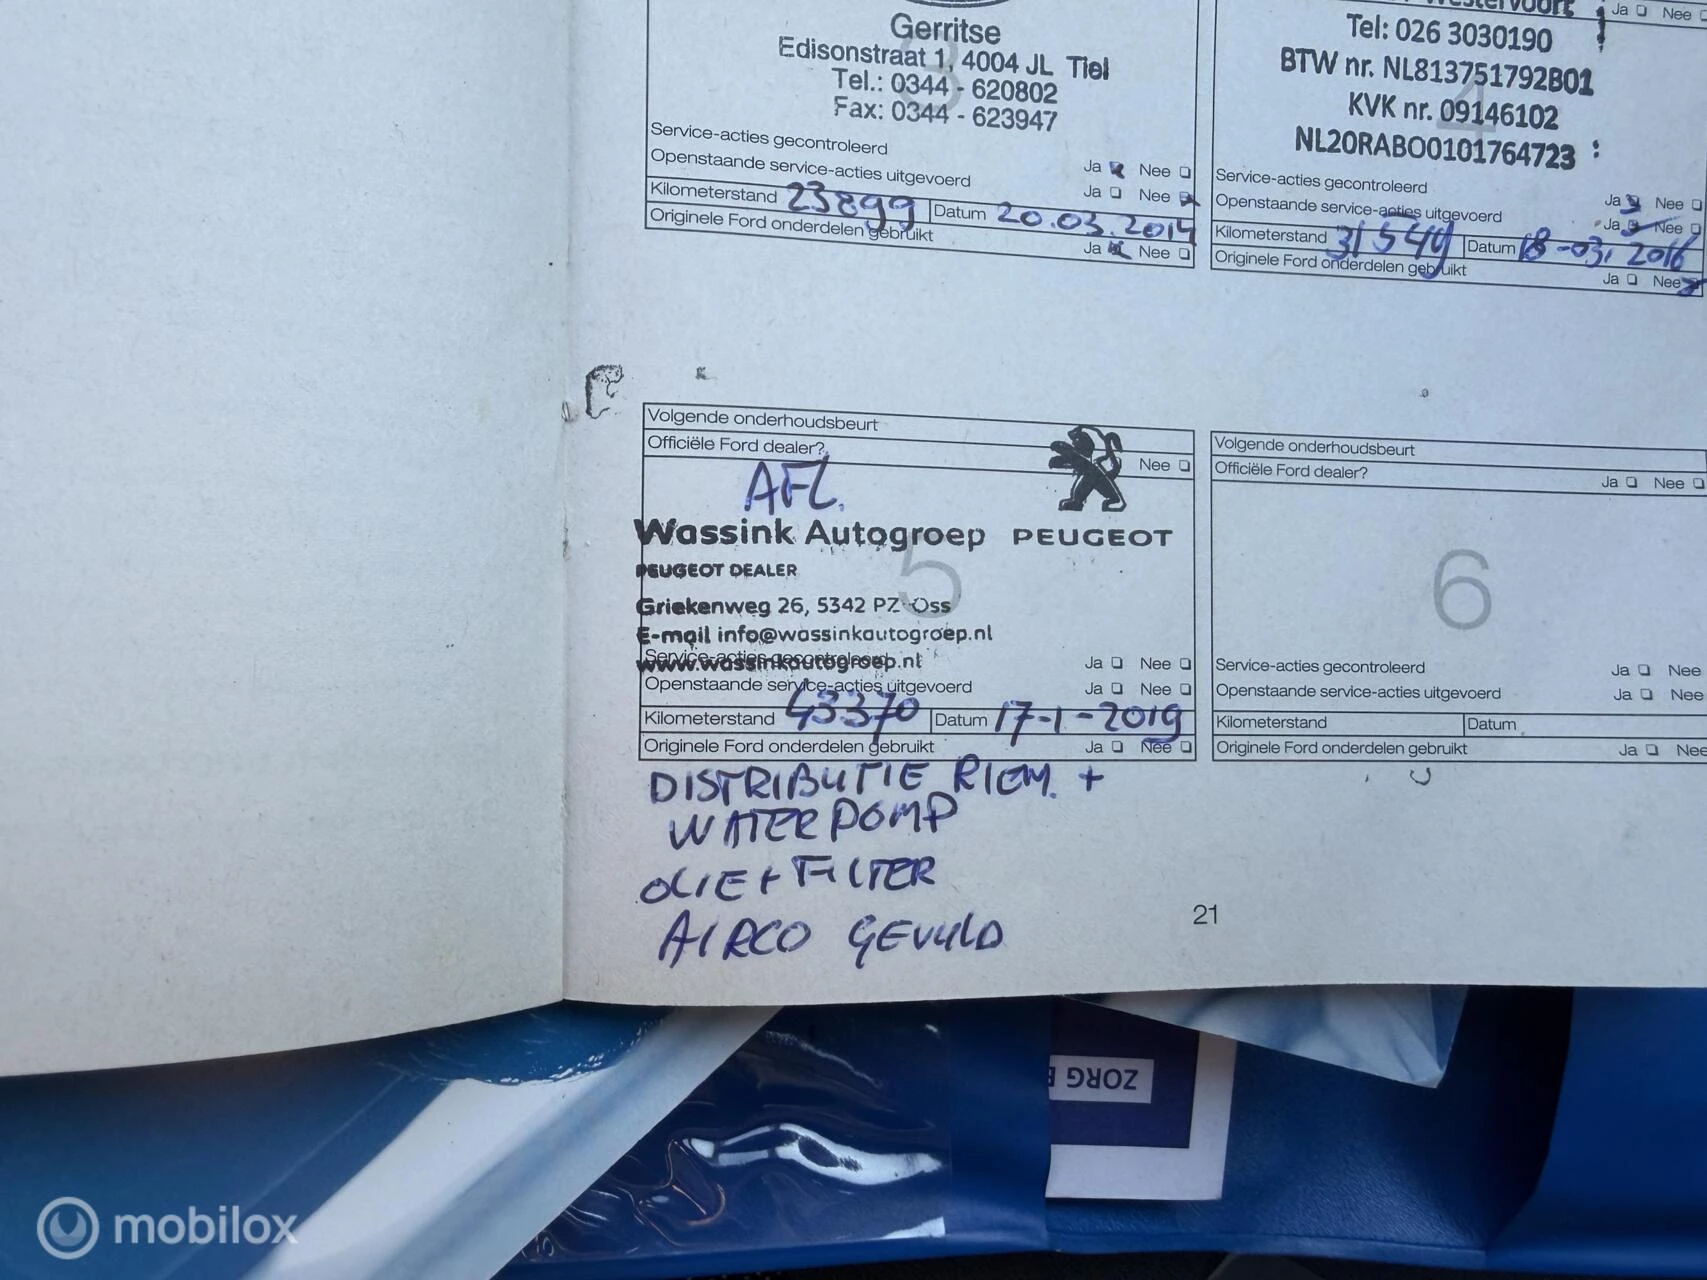 Gerritse
Edisonstraat 1, 4004 JL Tiel
Tel.: 0344 - 620802
Fax: 0344 - 623947
3
Service-acties gecontroleerd Ja Nee
Openstaande service-acties uitgevoerd Ja Nee
Kilometerstand 23899 Datum 20.03.2014
Originele Ford onderdelen gebruikt Ja Nee
Westervoort Ja Nee
Tel: 026 3030190
BTW nr. NL813751792B01
KVK nr. 09146102
NL20RABO0101764723
4
Service-acties gecontroleerd Ja Nee
Openstaande service-acties uitgevoerd Ja Nee
Kilometerstand 31544 Datum 18-03-2016
Originele Ford onderdelen gebruikt Ja Nee
Volgende onderhoudsbeurt
Officiële Ford dealer? Nee
AFL.
Wassink Autogroep PEUGEOT
PEUGEOT DEALER
5
Griekenweg 26, 5342 PZ Oss
E-mail info@wassinkautogroep.nl
www.wassinkautogroep.nl
Service-acties gecontroleerd Ja Nee
Openstaande service-acties uitgevoerd Ja Nee
Kilometerstand 43370 Datum 17-1-2019
Originele Ford onderdelen gebruikt Ja Nee
DISTRIBUTIE RIEM. +
WATERPOMP
OLIE + FILTER
AIRCO GEVULD
Volgende onderhoudsbeurt
Officiële Ford dealer? Ja Nee
6
Service-acties gecontroleerd Ja Nee
Openstaande service-acties uitgevoerd Ja Nee
Kilometerstand Datum
Originele Ford onderdelen gebruikt Ja Nee
21
ZORG
mobilox